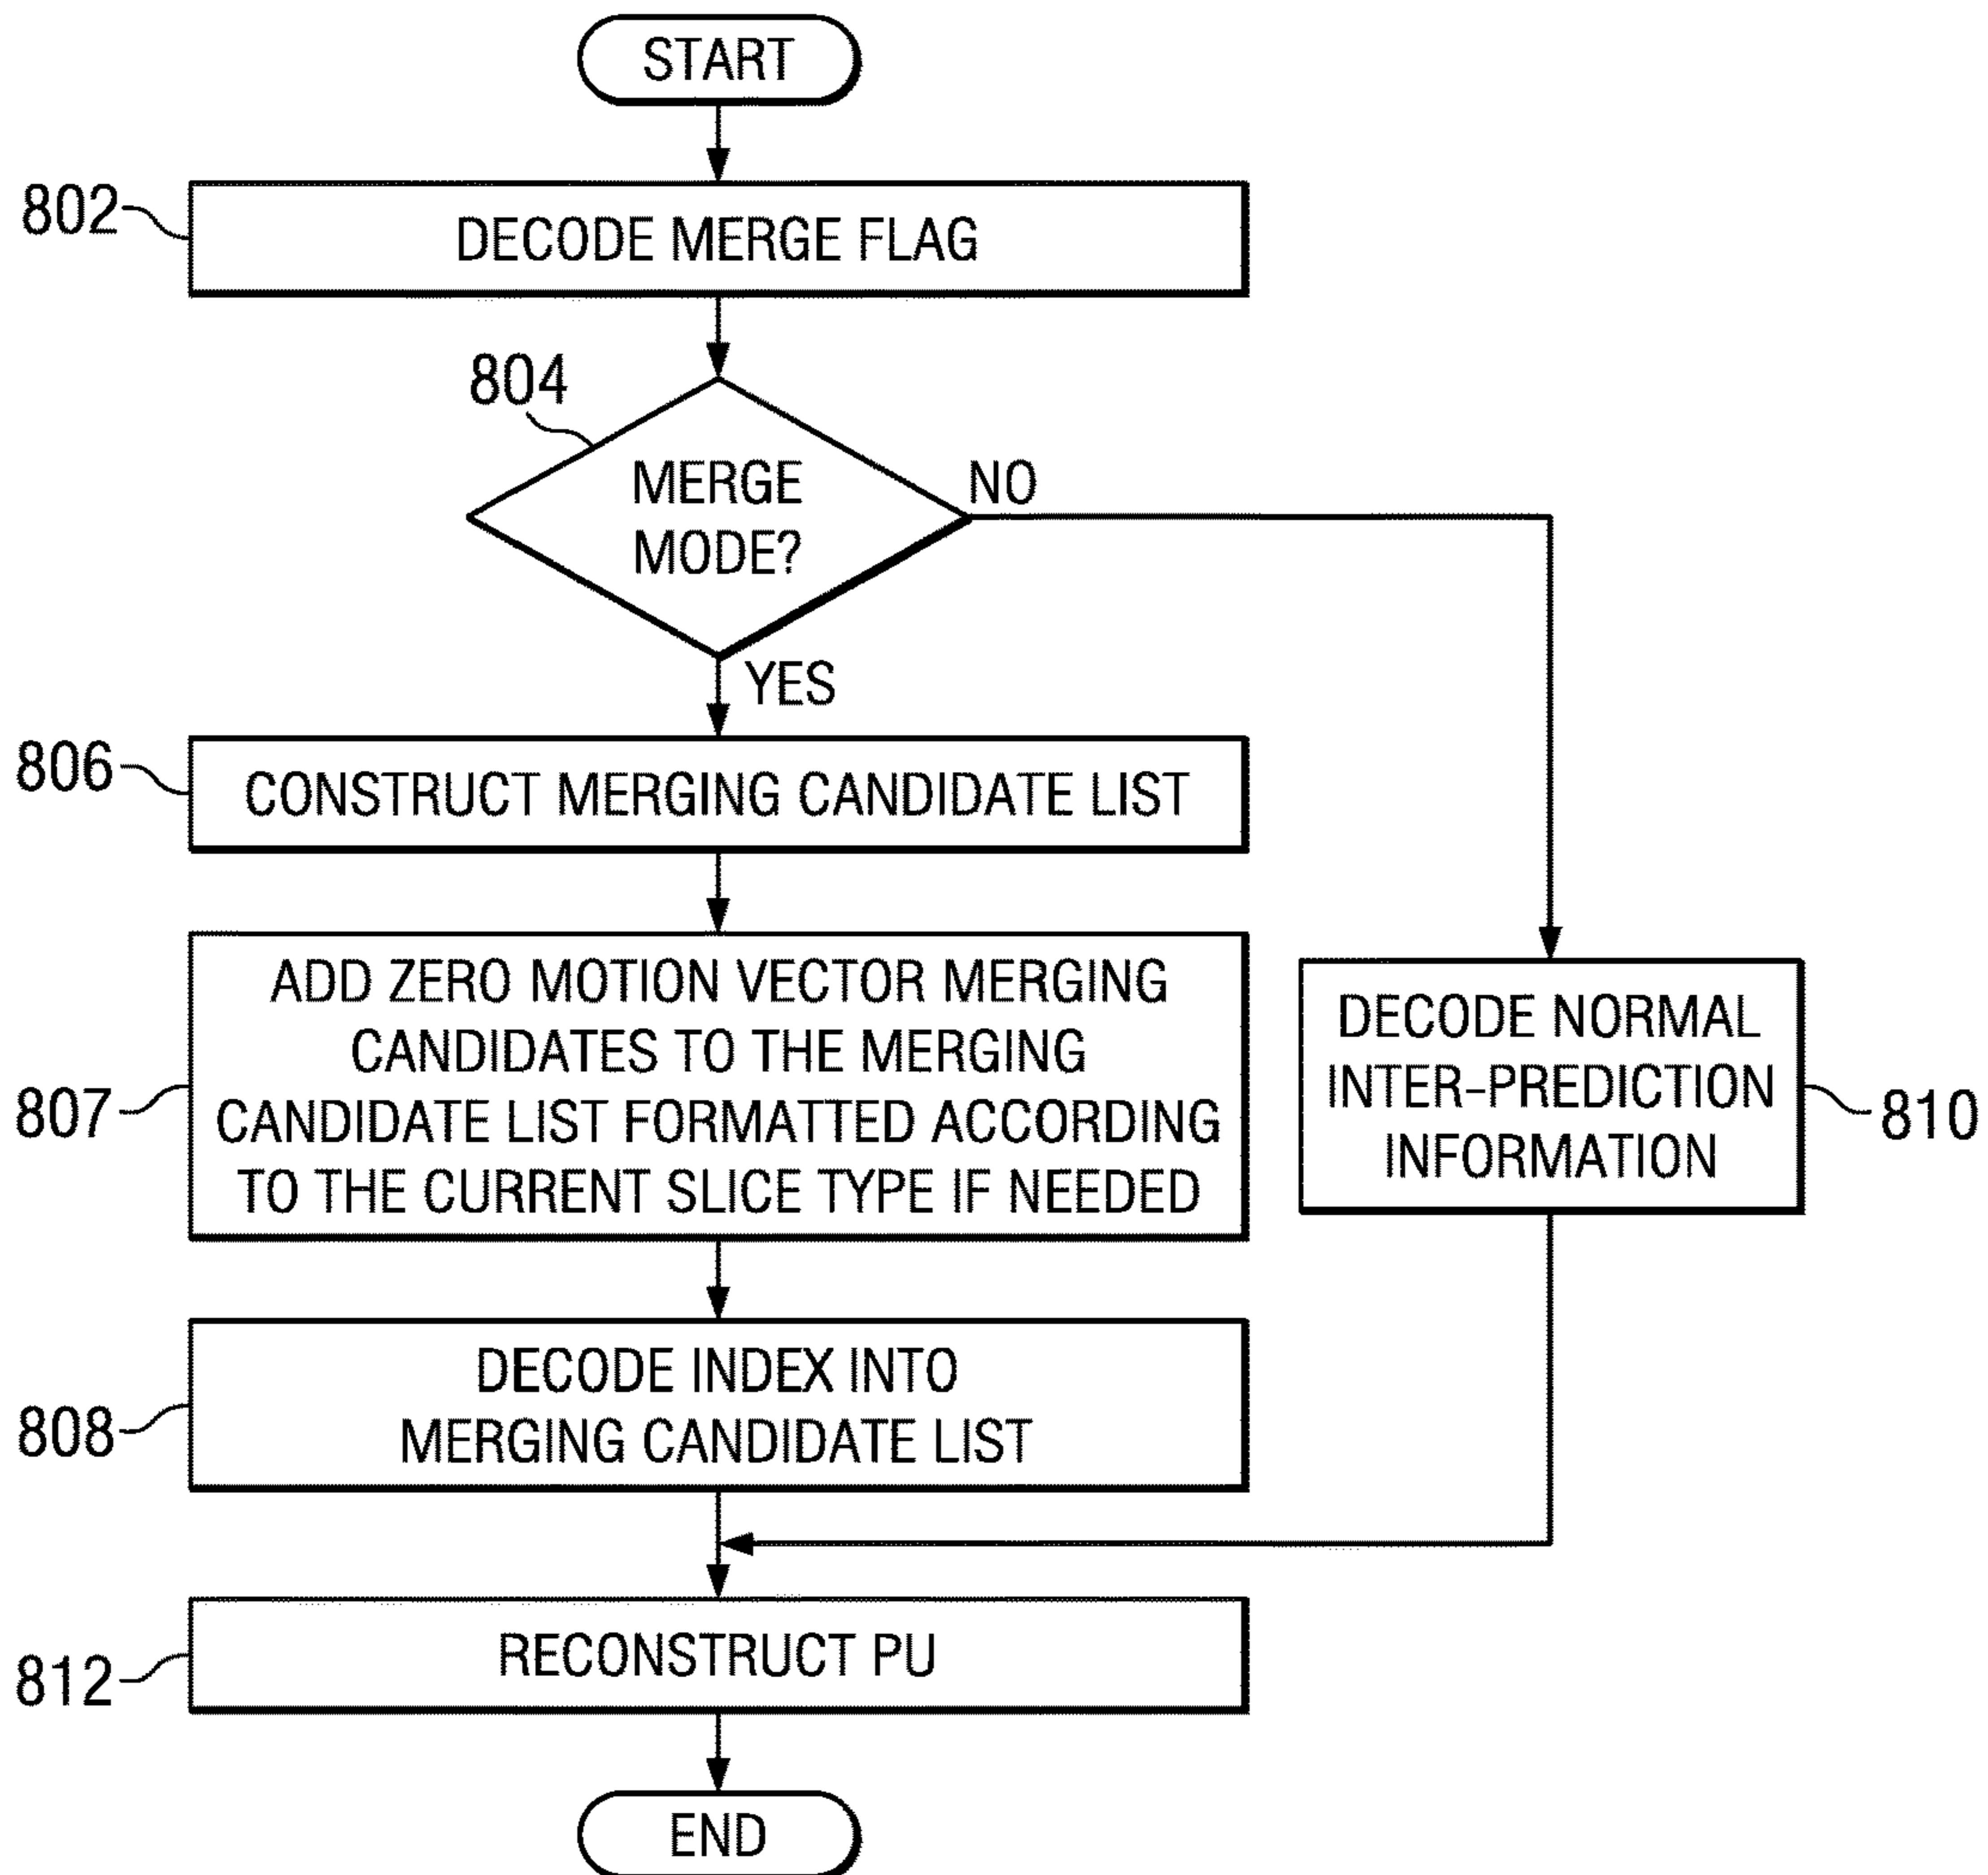 START
802
DECODE MERGE FLAG
804
MERGE
MODE?
NO
YES
806
CONSTRUCT MERGING CANDIDATE LIST
807
ADD ZERO MOTION VECTOR MERGING
CANDIDATES TO THE MERGING
CANDIDATE LIST FORMATTED ACCORDING
TO THE CURRENT SLICE TYPE IF NEEDED
DECODE NORMAL
INTER-PREDICTION
INFORMATION
810
808
DECODE INDEX INTO
MERGING CANDIDATE LIST
812
RECONSTRUCT PU
END